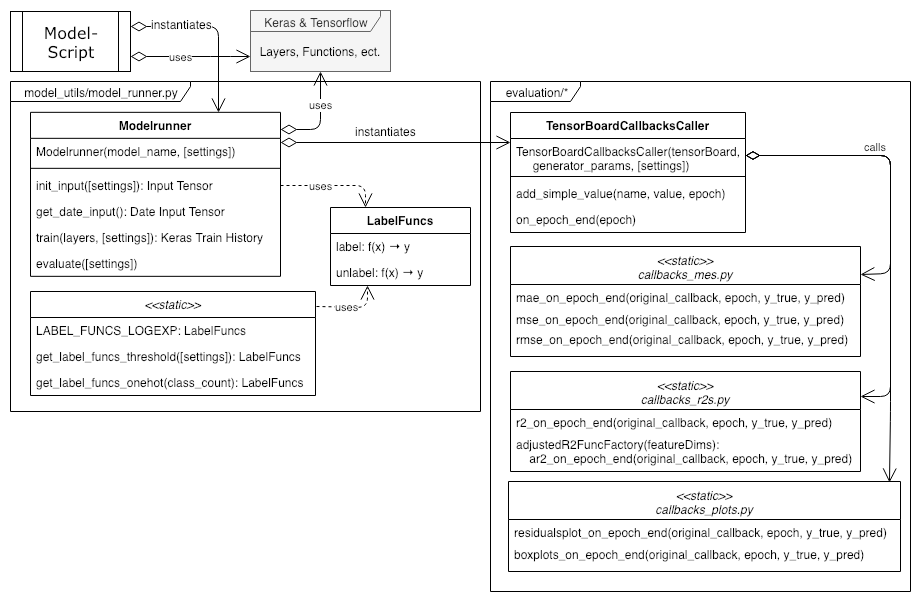 Model-
Script
instantiates
uses
Keras & Tensorflow
Layers, Functions, ect.
model_utils/model_runner.py
uses
Modelrunner
Modelrunner(model_name, [settings])
init_input([settings]): Input Tensor
get_date_input(): Date Input Tensor
train(layers, [settings]): Keras Train History
evaluate([settings])
instantiates
uses
LabelFuncs
label: f(x) → y
unlabel: f(x) → y
<<static>>
LABEL_FUNCS_LOGEXP: LabelFuncs
get_label_funcs_threshold([settings]): LabelFuncs
get_label_funcs_onehot(class_count): LabelFuncs
uses
evaluation/*
TensorBoardCallbacksCaller
TensorBoardCallbacksCaller(tensorBoard,
generator_params, [settings])
add_simple_value(name, value, epoch)
on_epoch_end(epoch)
calls
<<static>>
callbacks_mes.py
mae_on_epoch_end(original_callback, epoch, y_true, y_pred)
mse_on_epoch_end(original_callback, epoch, y_true, y_pred)
rmse_on_epoch_end(original_callback, epoch, y_true, y_pred)
<<static>>
callbacks_r2s.py
r2_on_epoch_end(original_callback, epoch, y_true, y_pred)
adjustedR2FuncFactory(featureDims):
ar2_on_epoch_end(original_callback, epoch, y_true, y_pred)
<<static>>
callbacks_plots.py
residualsplot_on_epoch_end(original_callback, epoch, y_true, y_pred)
boxplots_on_epoch_end(original_callback, epoch, y_true, y_pred)